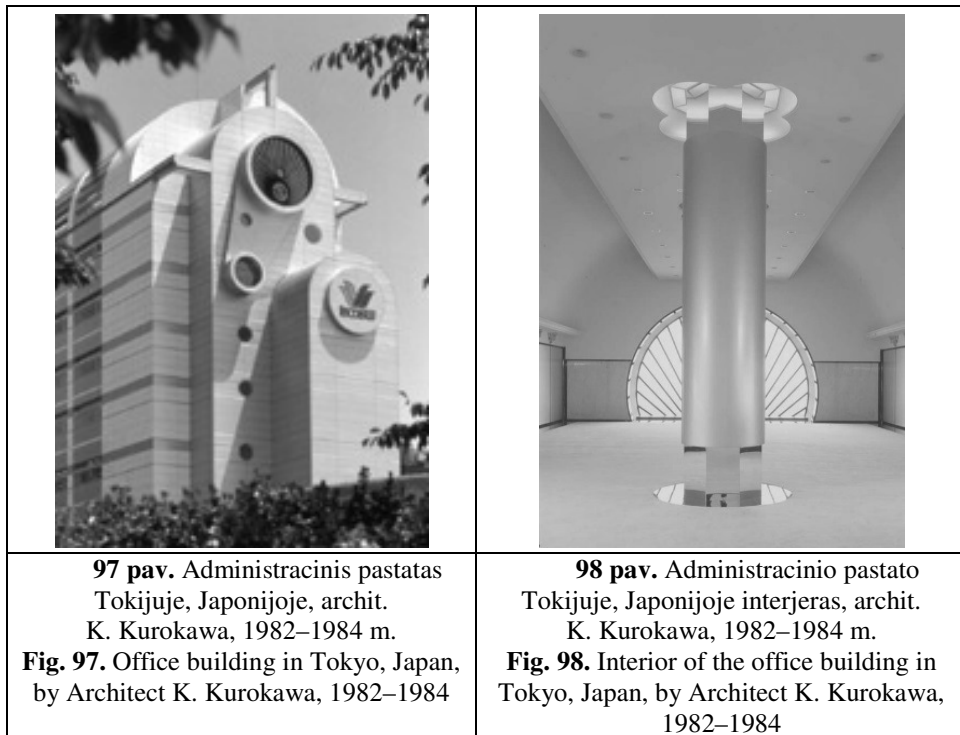 97 pav. Administracinis pastatas
Tokijuje, Japonijoje, archit.
K. Kurokawa, 1982–1984 m.
Fig. 97. Office building in Tokyo, Japan,
by Architect K. Kurokawa, 1982–1984
98 pav. Administracinio pastato
Tokijuje, Japonijoje interjeras, archit.
K. Kurokawa, 1982–1984 m.
Fig. 98. Interior of the office building in
Tokyo, Japan, by Architect K. Kurokawa,
1982–1984